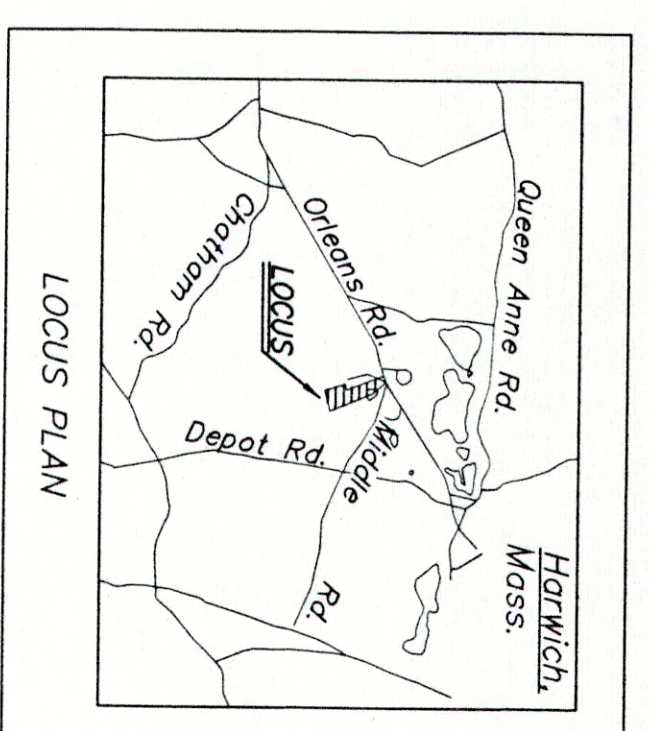 Harwich,
Mass.
Queen Anne Rd.
Orleans Rd.
Middle Rd.
LOCUS
Depot Rd.
Chatham Rd.
LOCUS PLAN